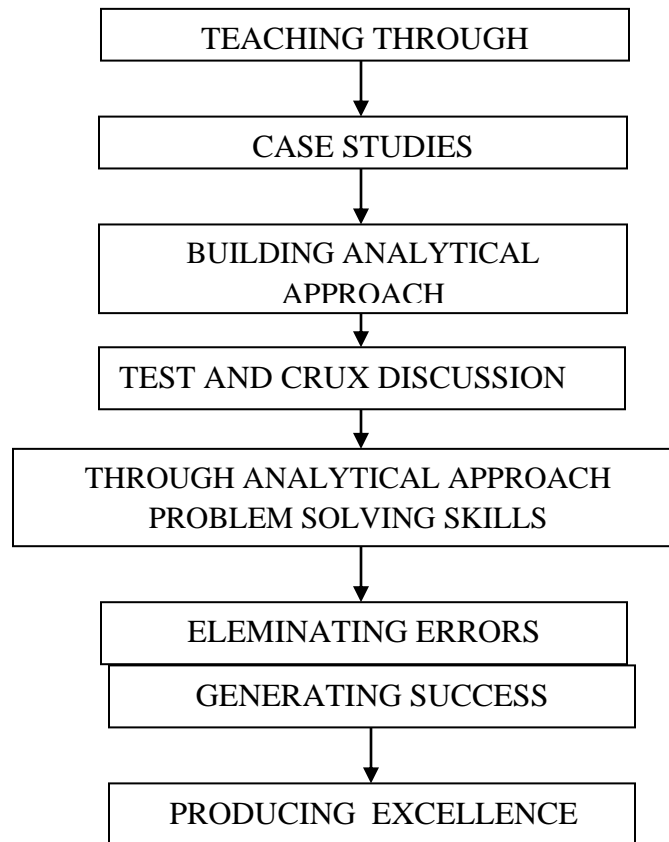 TEACHING THROUGH
CASE STUDIES
BUILDING ANALYTICAL
APPROACH
TEST AND CRUX DISCUSSION
THROUGH ANALYTICAL APPROACH
PROBLEM SOLVING SKILLS
ELEMINATING ERRORS
GENERATING SUCCESS
PRODUCING EXCELLENCE